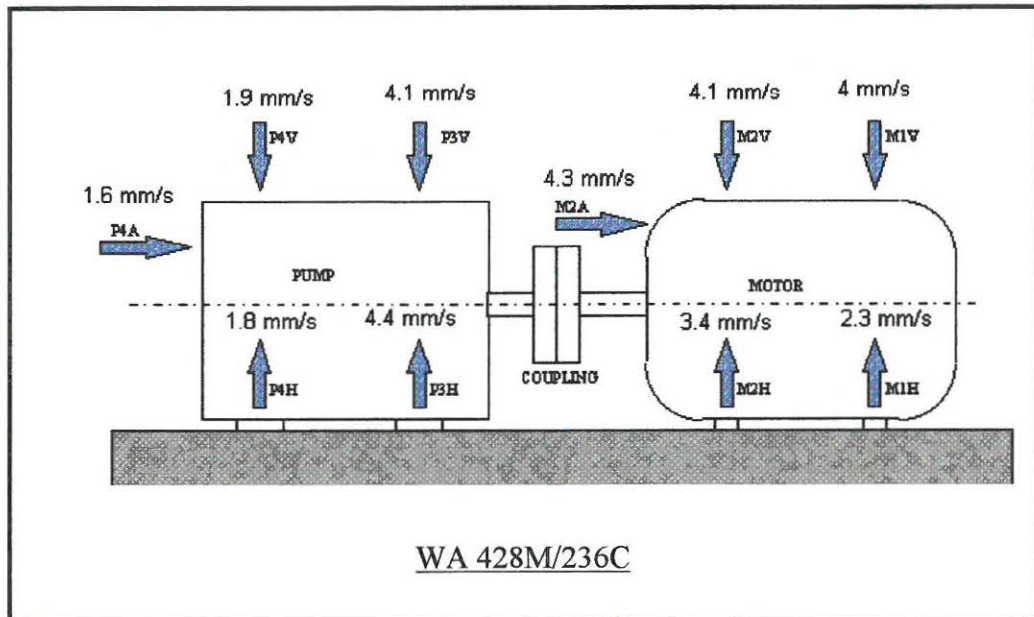 1.9 mm/s
4.1 mm/s
4.1 mm/s
4 mm/s
P4V
P3V
M2V
M1V
1.6 mm/s
4.3 mm/s
P4A
M2A
PUMP
MOTOR
1.8 mm/s
4.4 mm/s
3.4 mm/s
2.3 mm/s
P4H
P3H
COUPLING
M2H
M1H
WA 428M/236C